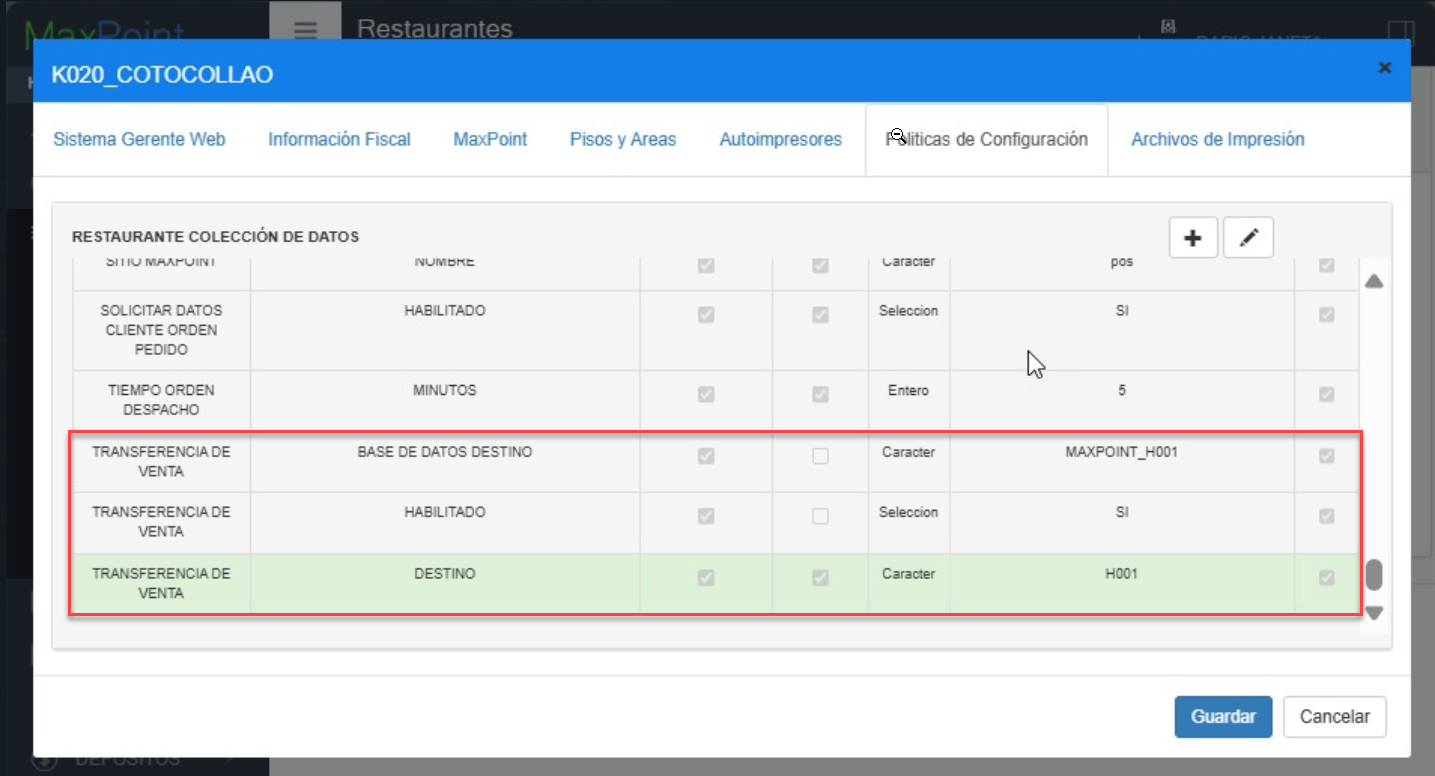 MaxPoint
Restaurantes
K020_COTOCOLLAO
Sistema Gerente Web
Información Fiscal
MaxPoint
Pisos y Areas
Autoimpresores
Politicas de Configuración
Archivos de Impresión
RESTAURANTE COLECCIÓN DE DATOS
SITIO MAXPOINT NOMBRE Caracter pos
SOLICITAR DATOS HABILITADO Seleccion SI
CLIENTE ORDEN
PEDIDO
TIEMPO ORDEN MINUTOS Entero 5
DESPACHO
TRANSFERENCIA DE BASE DE DATOS DESTINO Caracter MAXPOINT_H001
VENTA
TRANSFERENCIA DE HABILITADO Seleccion SI
VENTA
TRANSFERENCIA DE DESTINO Caracter H001
VENTA
Guardar
Cancelar
DEPOSITOS